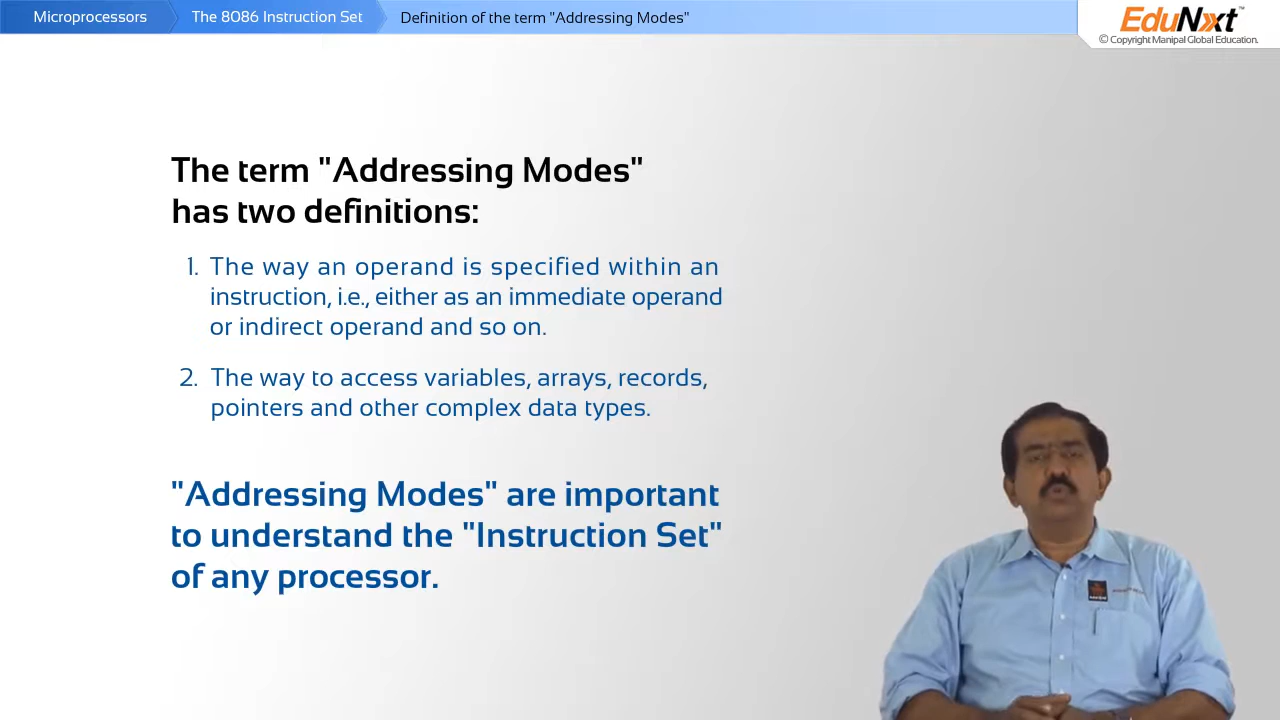 Microprocessors
The 8086 Instruction Set
Definition of the term "Addressing Modes"
EduNxt™
© Copyright Manipal Global Education.
The term "Addressing Modes"
has two definitions:
1. The way an operand is specified within an
instruction, i.e., either as an immediate operand
or indirect operand and so on.
2. The way to access variables, arrays, records,
pointers and other complex data types.
"Addressing Modes" are important
to understand the "Instruction Set"
of any processor.